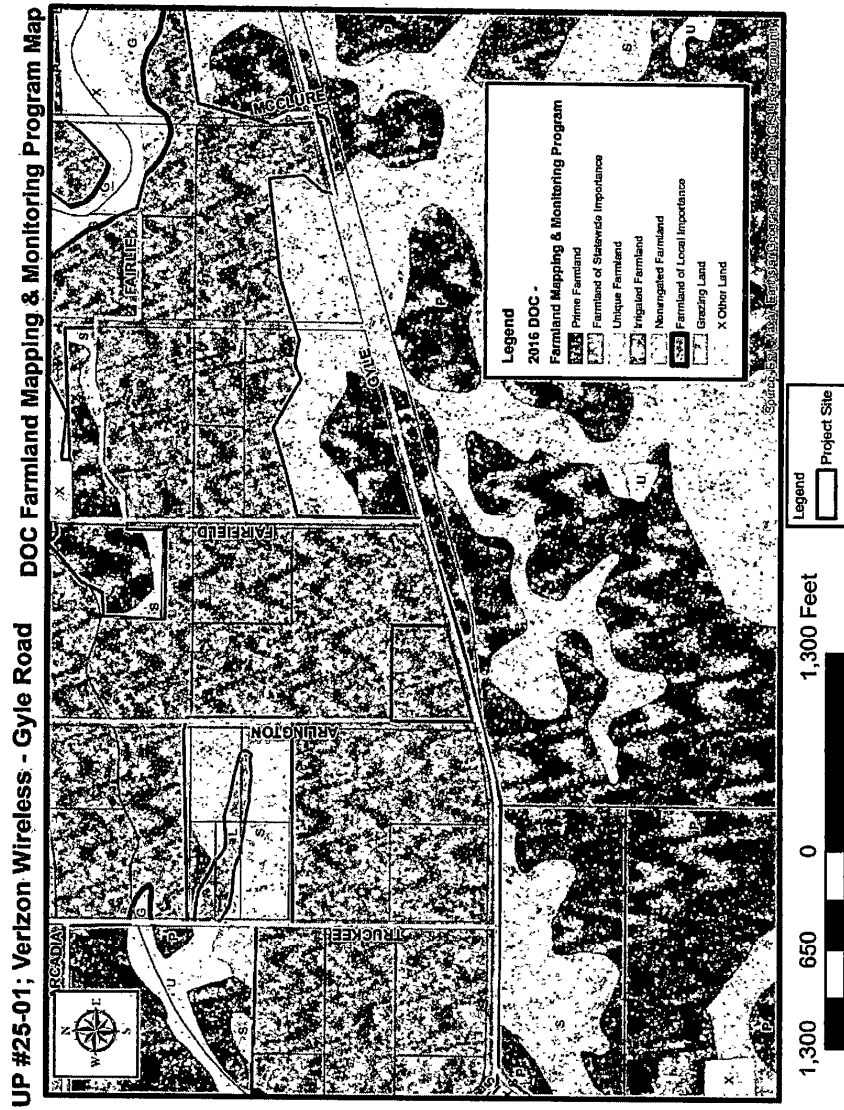 UP #25-01; Verizon Wireless - Gyle Road
DOC Farmland Mapping & Monitoring Program Map
N
W
E
S
TRUCKEE
ARLINGTON
FAIRFIELD
FAIRLIE
MCCLURE
GYLE
G
X
G
S
X
S
G
U
S
S
P
P
S
U
U
S
X
P
Legend
2016 DOC -
Farmland Mapping & Monitoring Program
Prime Farmland
Farmland of Statewide Importance
Unique Farmland
Irrigated Farmland
Nonirrigated Farmland
Farmland of Local Importance
Grazing Land
X Other Land
Legend
Project Site
1,300
650
0
1,300 Feet